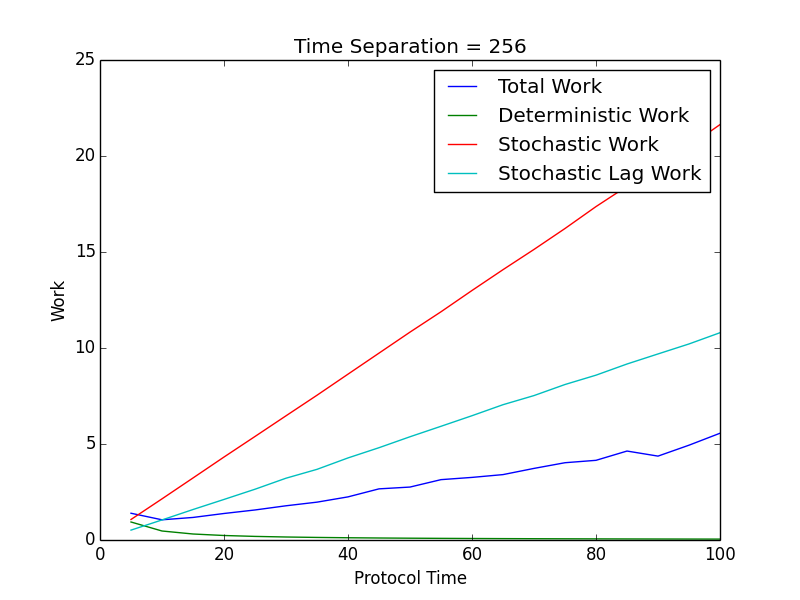 Time Separation = 256
25
20
15
10
5
0
Work
Total Work
Deterministic Work
Stochastic Work
Stochastic Lag Work
0 20 40 60 80 100
Protocol Time